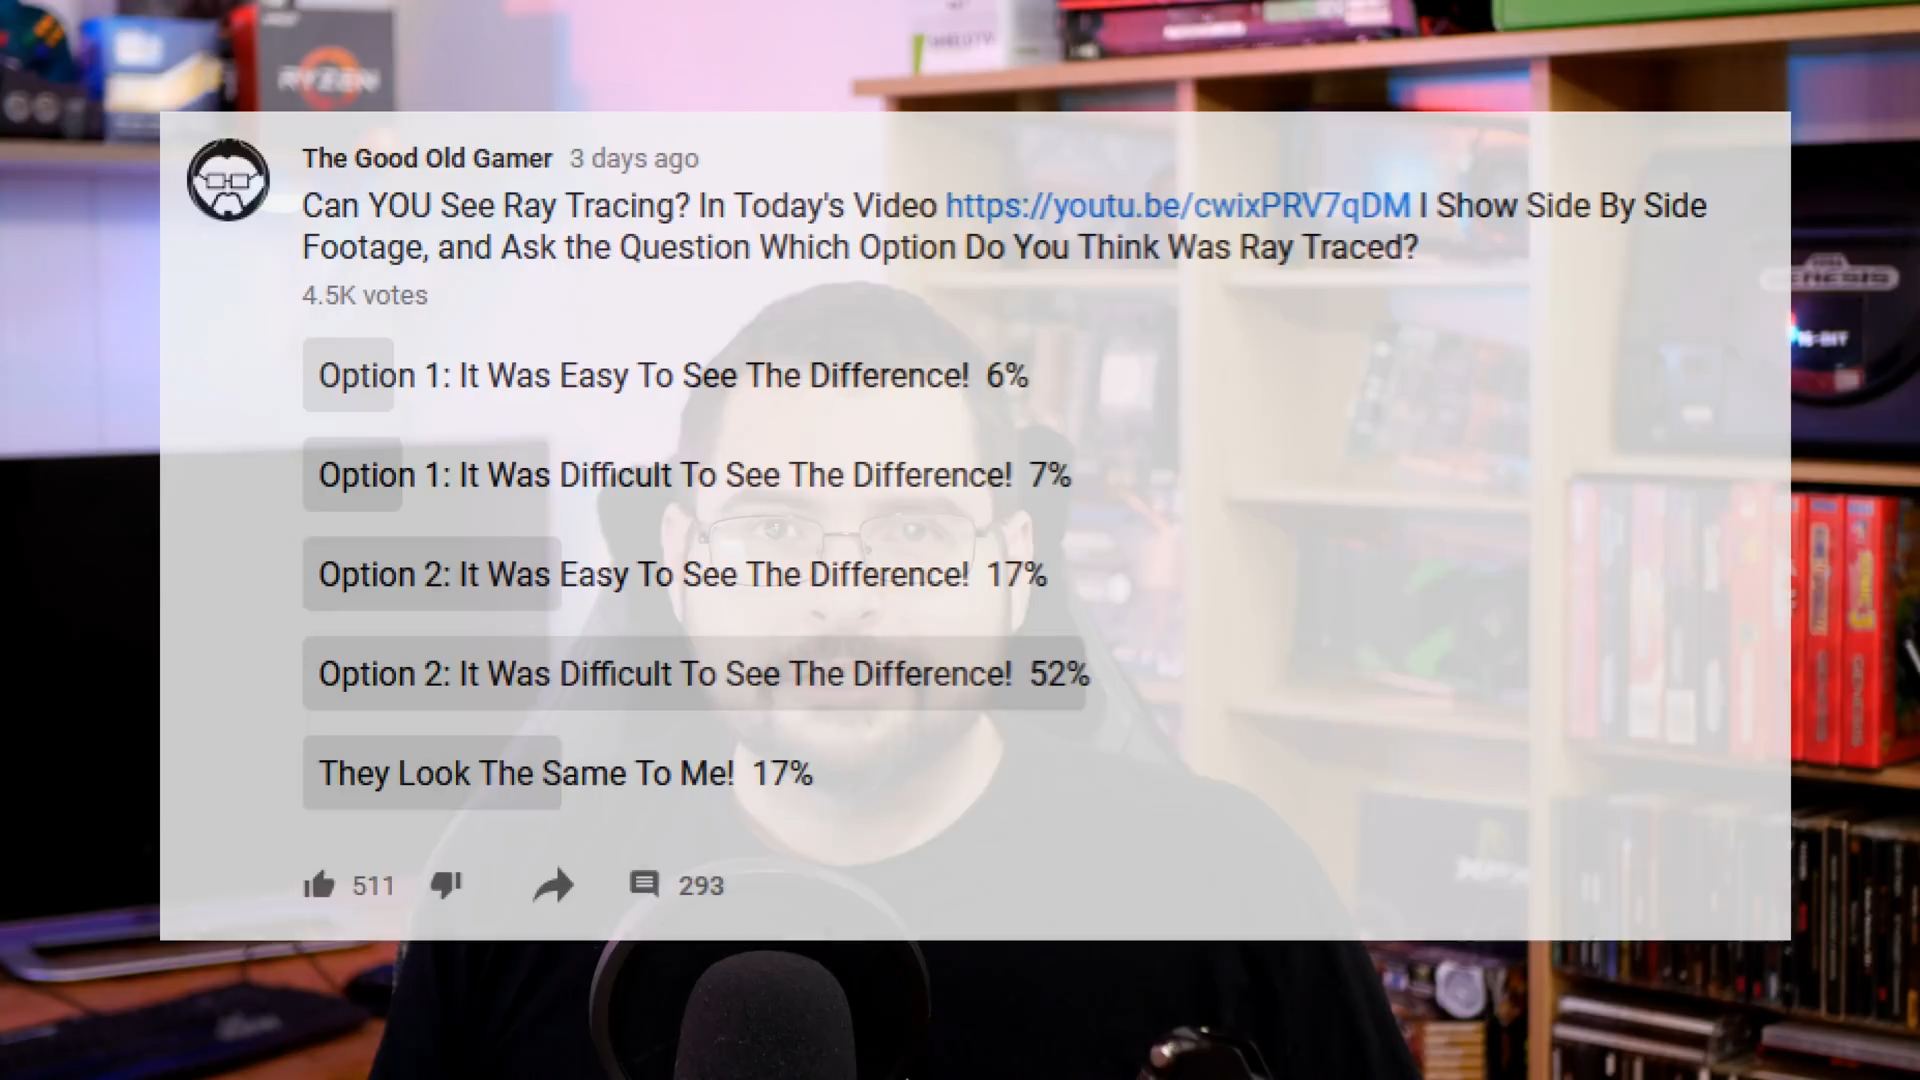 RYZEN
The Good Old Gamer 3 days ago
Can YOU See Ray Tracing? In Today's Video https://youtu.be/cwixPRV7qDM I Show Side By Side
Footage, and Ask the Question Which Option Do You Think Was Ray Traced?
4.5K votes
Option 1: It Was Easy To See The Difference! 6%
Option 1: It Was Difficult To See The Difference! 7%
Option 2: It Was Easy To See The Difference! 17%
Option 2: It Was Difficult To See The Difference! 52%
They Look The Same To Me! 17%
511
293
GENESIS
16-BIT